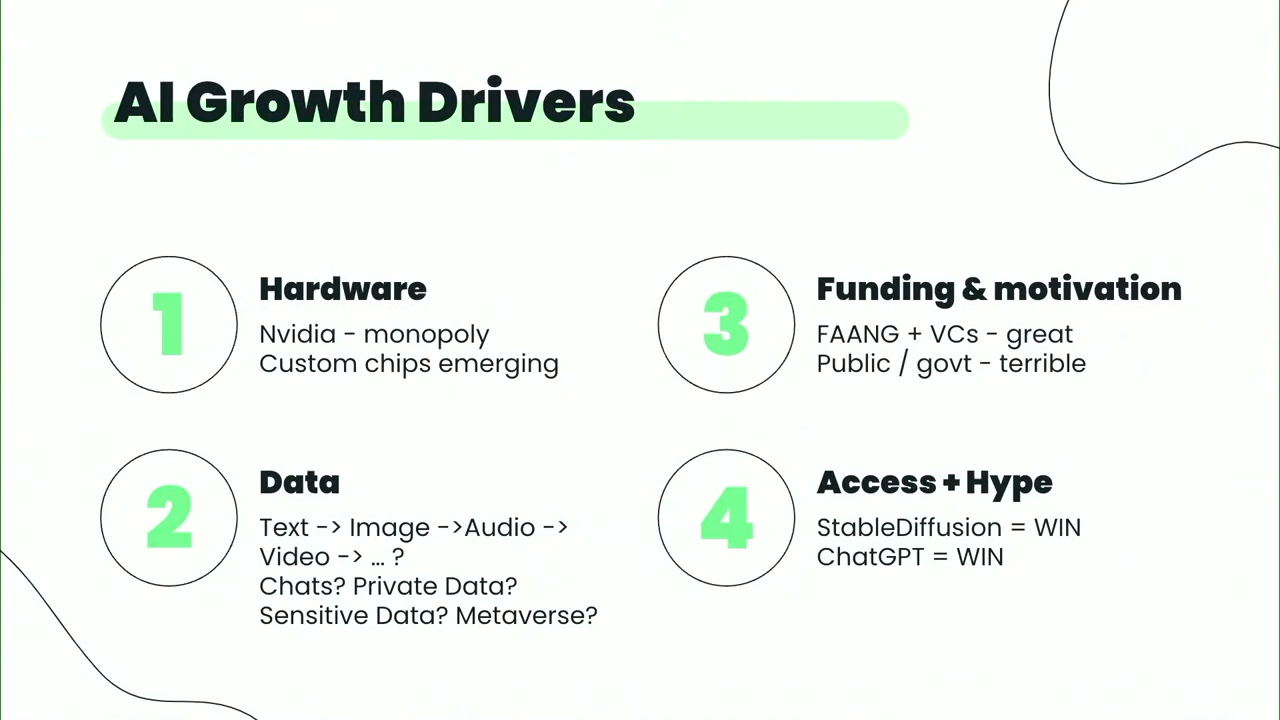 AI Growth Drivers
1
Hardware
Nvidia - monopoly
Custom chips emerging
2
Data
Text -> Image ->Audio ->
Video -> ... ?
Chats? Private Data?
Sensitive Data? Metaverse?
3
Funding & motivation
FAANG + VCs - great
Public / govt - terrible
4
Access + Hype
StableDiffusion = WIN
ChatGPT = WIN